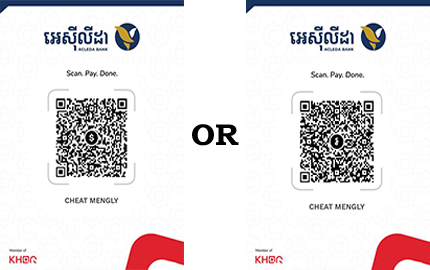 អេស៊ីលីដា
ACLEDA BANK
Scan. Pay. Done.
CHEAT MENGLY
Member of
KHQR
OR
អេស៊ីលីដា
ACLEDA BANK
Scan. Pay. Done.
CHEAT MENGLY
Member of
KHQR